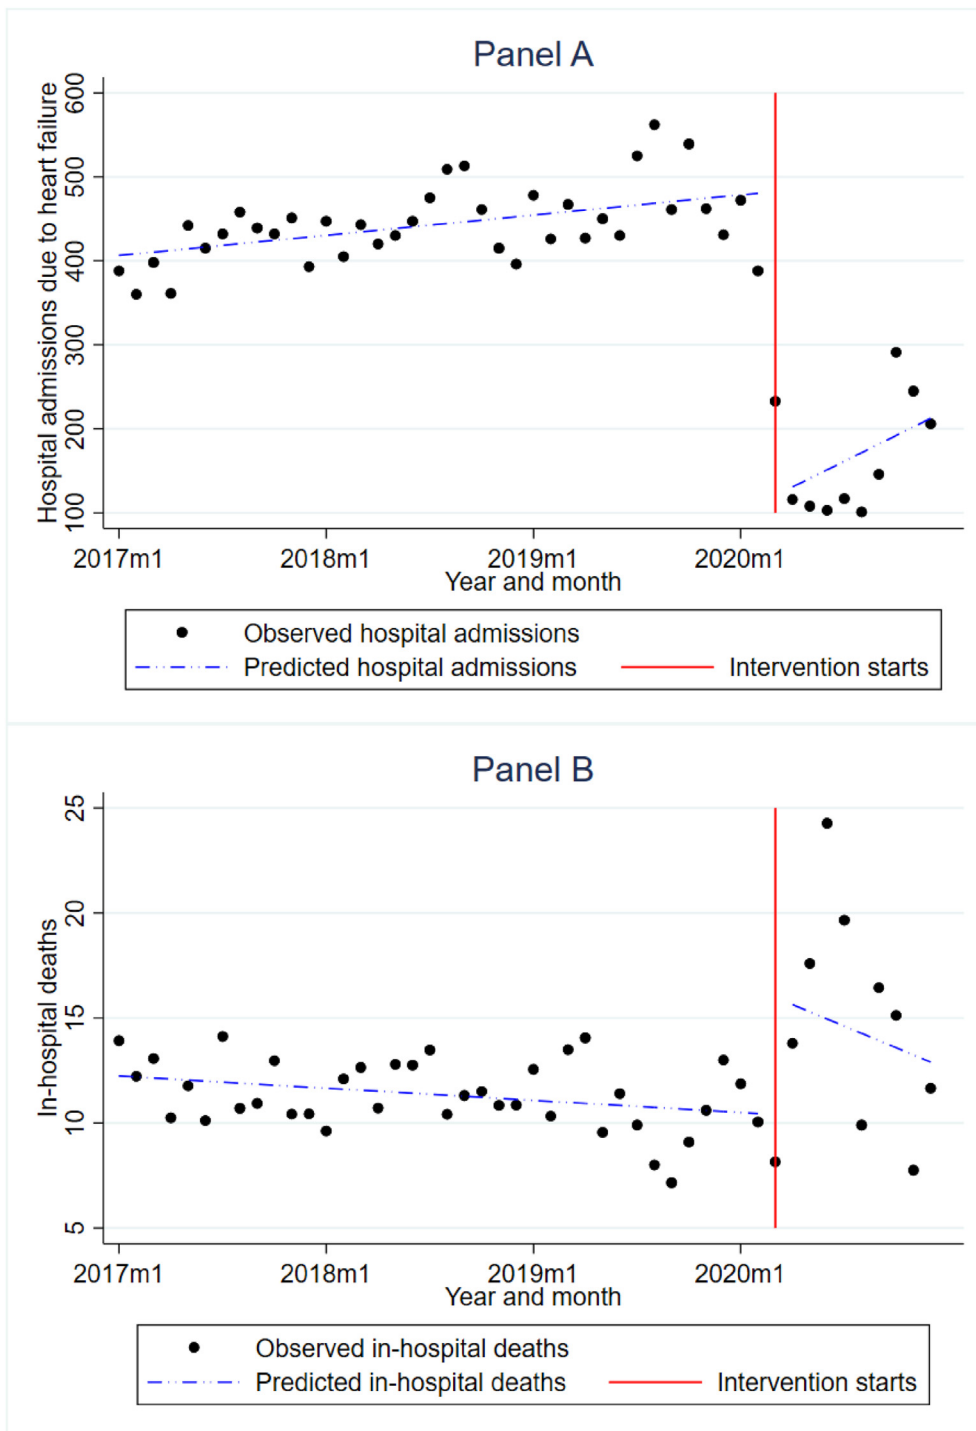 Panel A
Hospital admissions due to heart failure
600
500
400
300
200
100
2017m1 2018m1 2019m1 2020m1
Year and month
Observed hospital admissions
Predicted hospital admissions Intervention starts
Panel B
In-hospital deaths
25
20
15
10
5
2017m1 2018m1 2019m1 2020m1
Year and month
Observed in-hospital deaths
Predicted in-hospital deaths Intervention starts